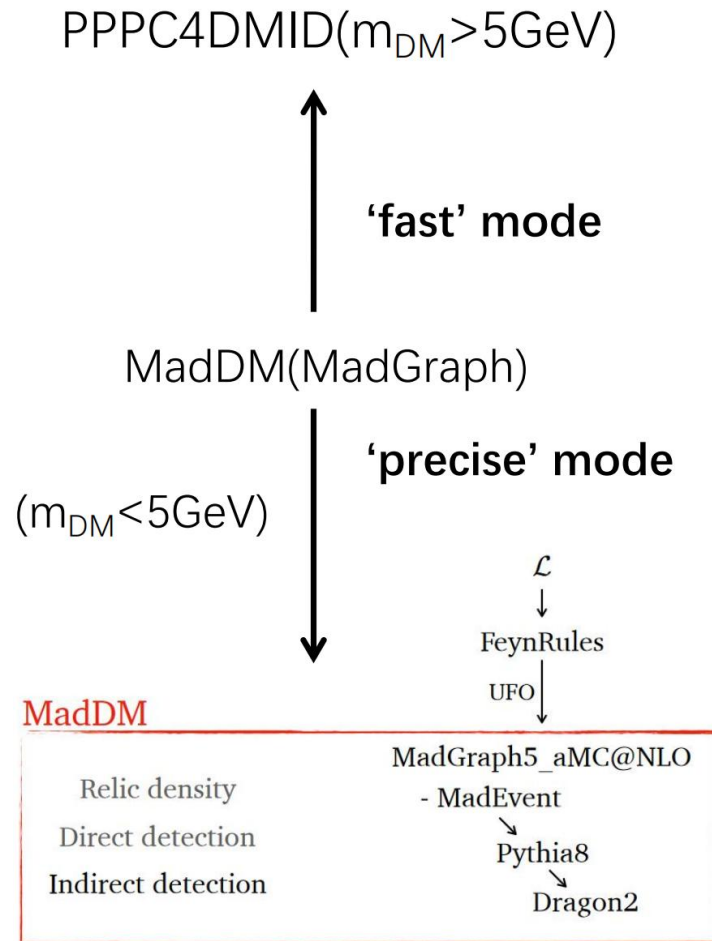 PPPC4DMID(mDM>5GeV)
‘fast’ mode
MadDM(MadGraph)
‘precise’ mode
(mDM<5GeV)
ℒ
FeynRules
UFO
MadDM
MadGraph5_aMC@NLO
Relic density
- MadEvent
Direct detection
Pythia8
Indirect detection
Dragon2